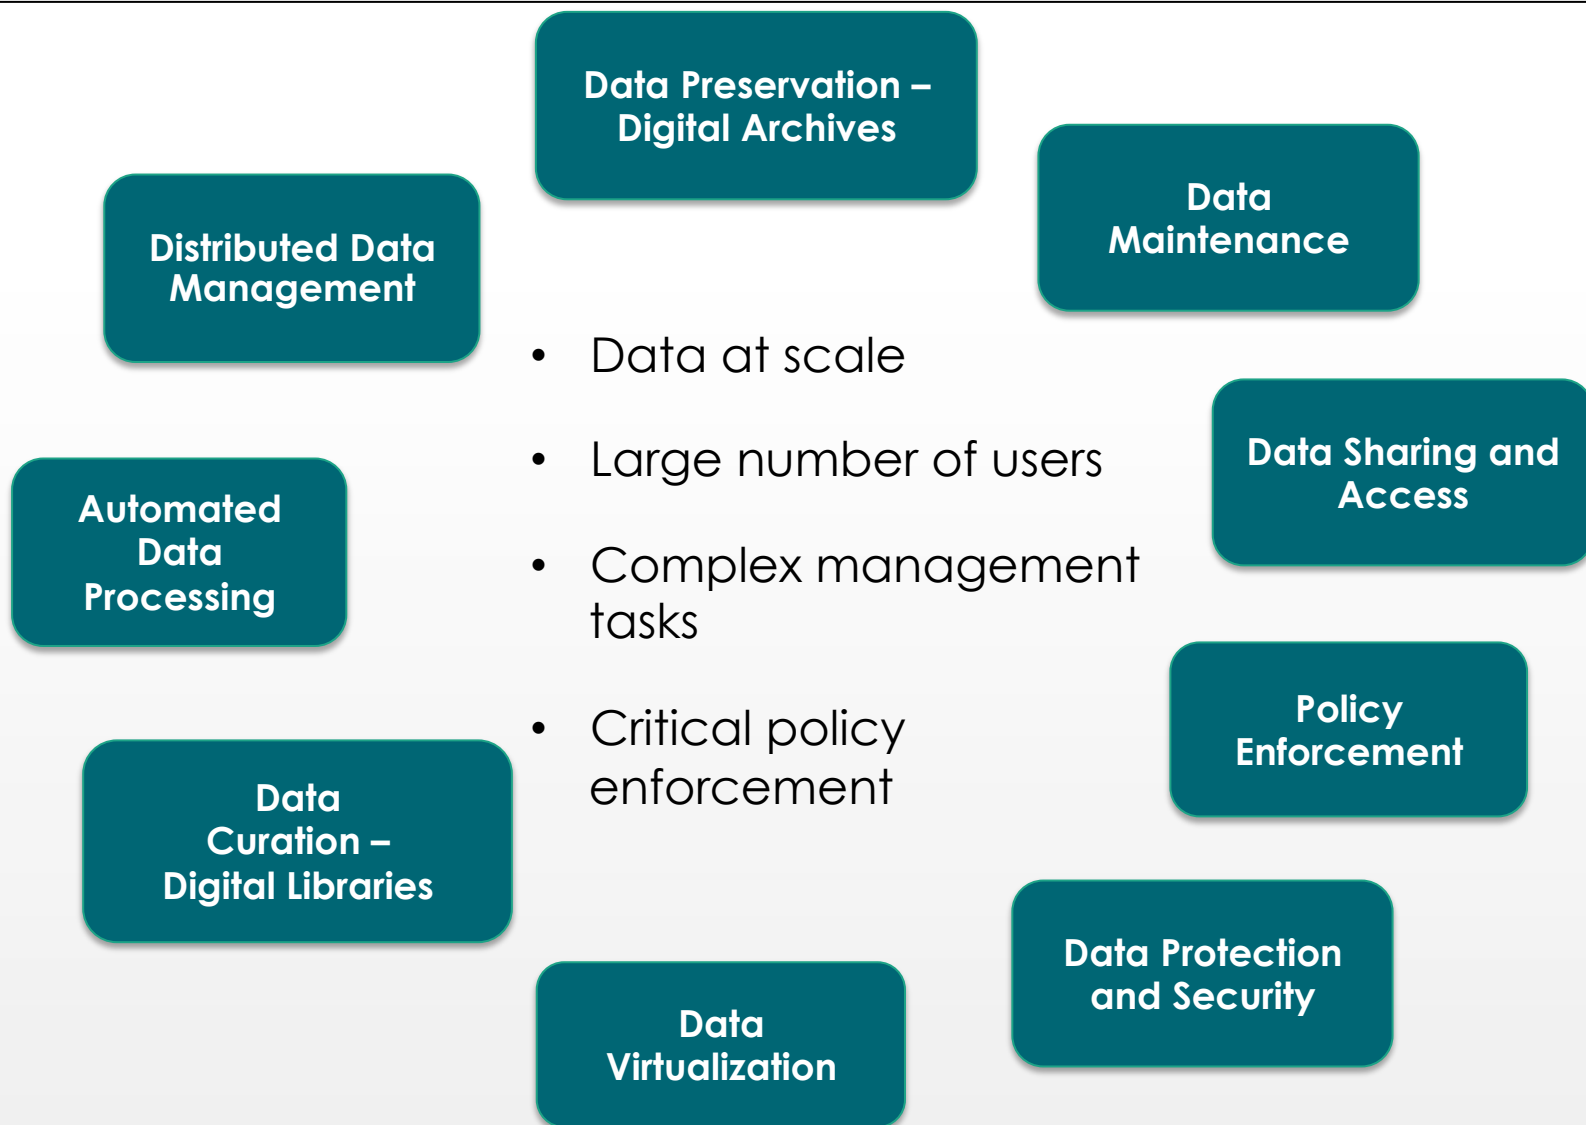 Data Preservation –
Digital Archives
Data
Maintenance
Distributed Data
Management
• Data at scale
Data Sharing and
Access
• Large number of users
Automated
Data
Processing
• Complex management
tasks
Policy
Enforcement
• Critical policy
enforcement
Data
Curation –
Digital Libraries
Data Protection
and Security
Data
Virtualization